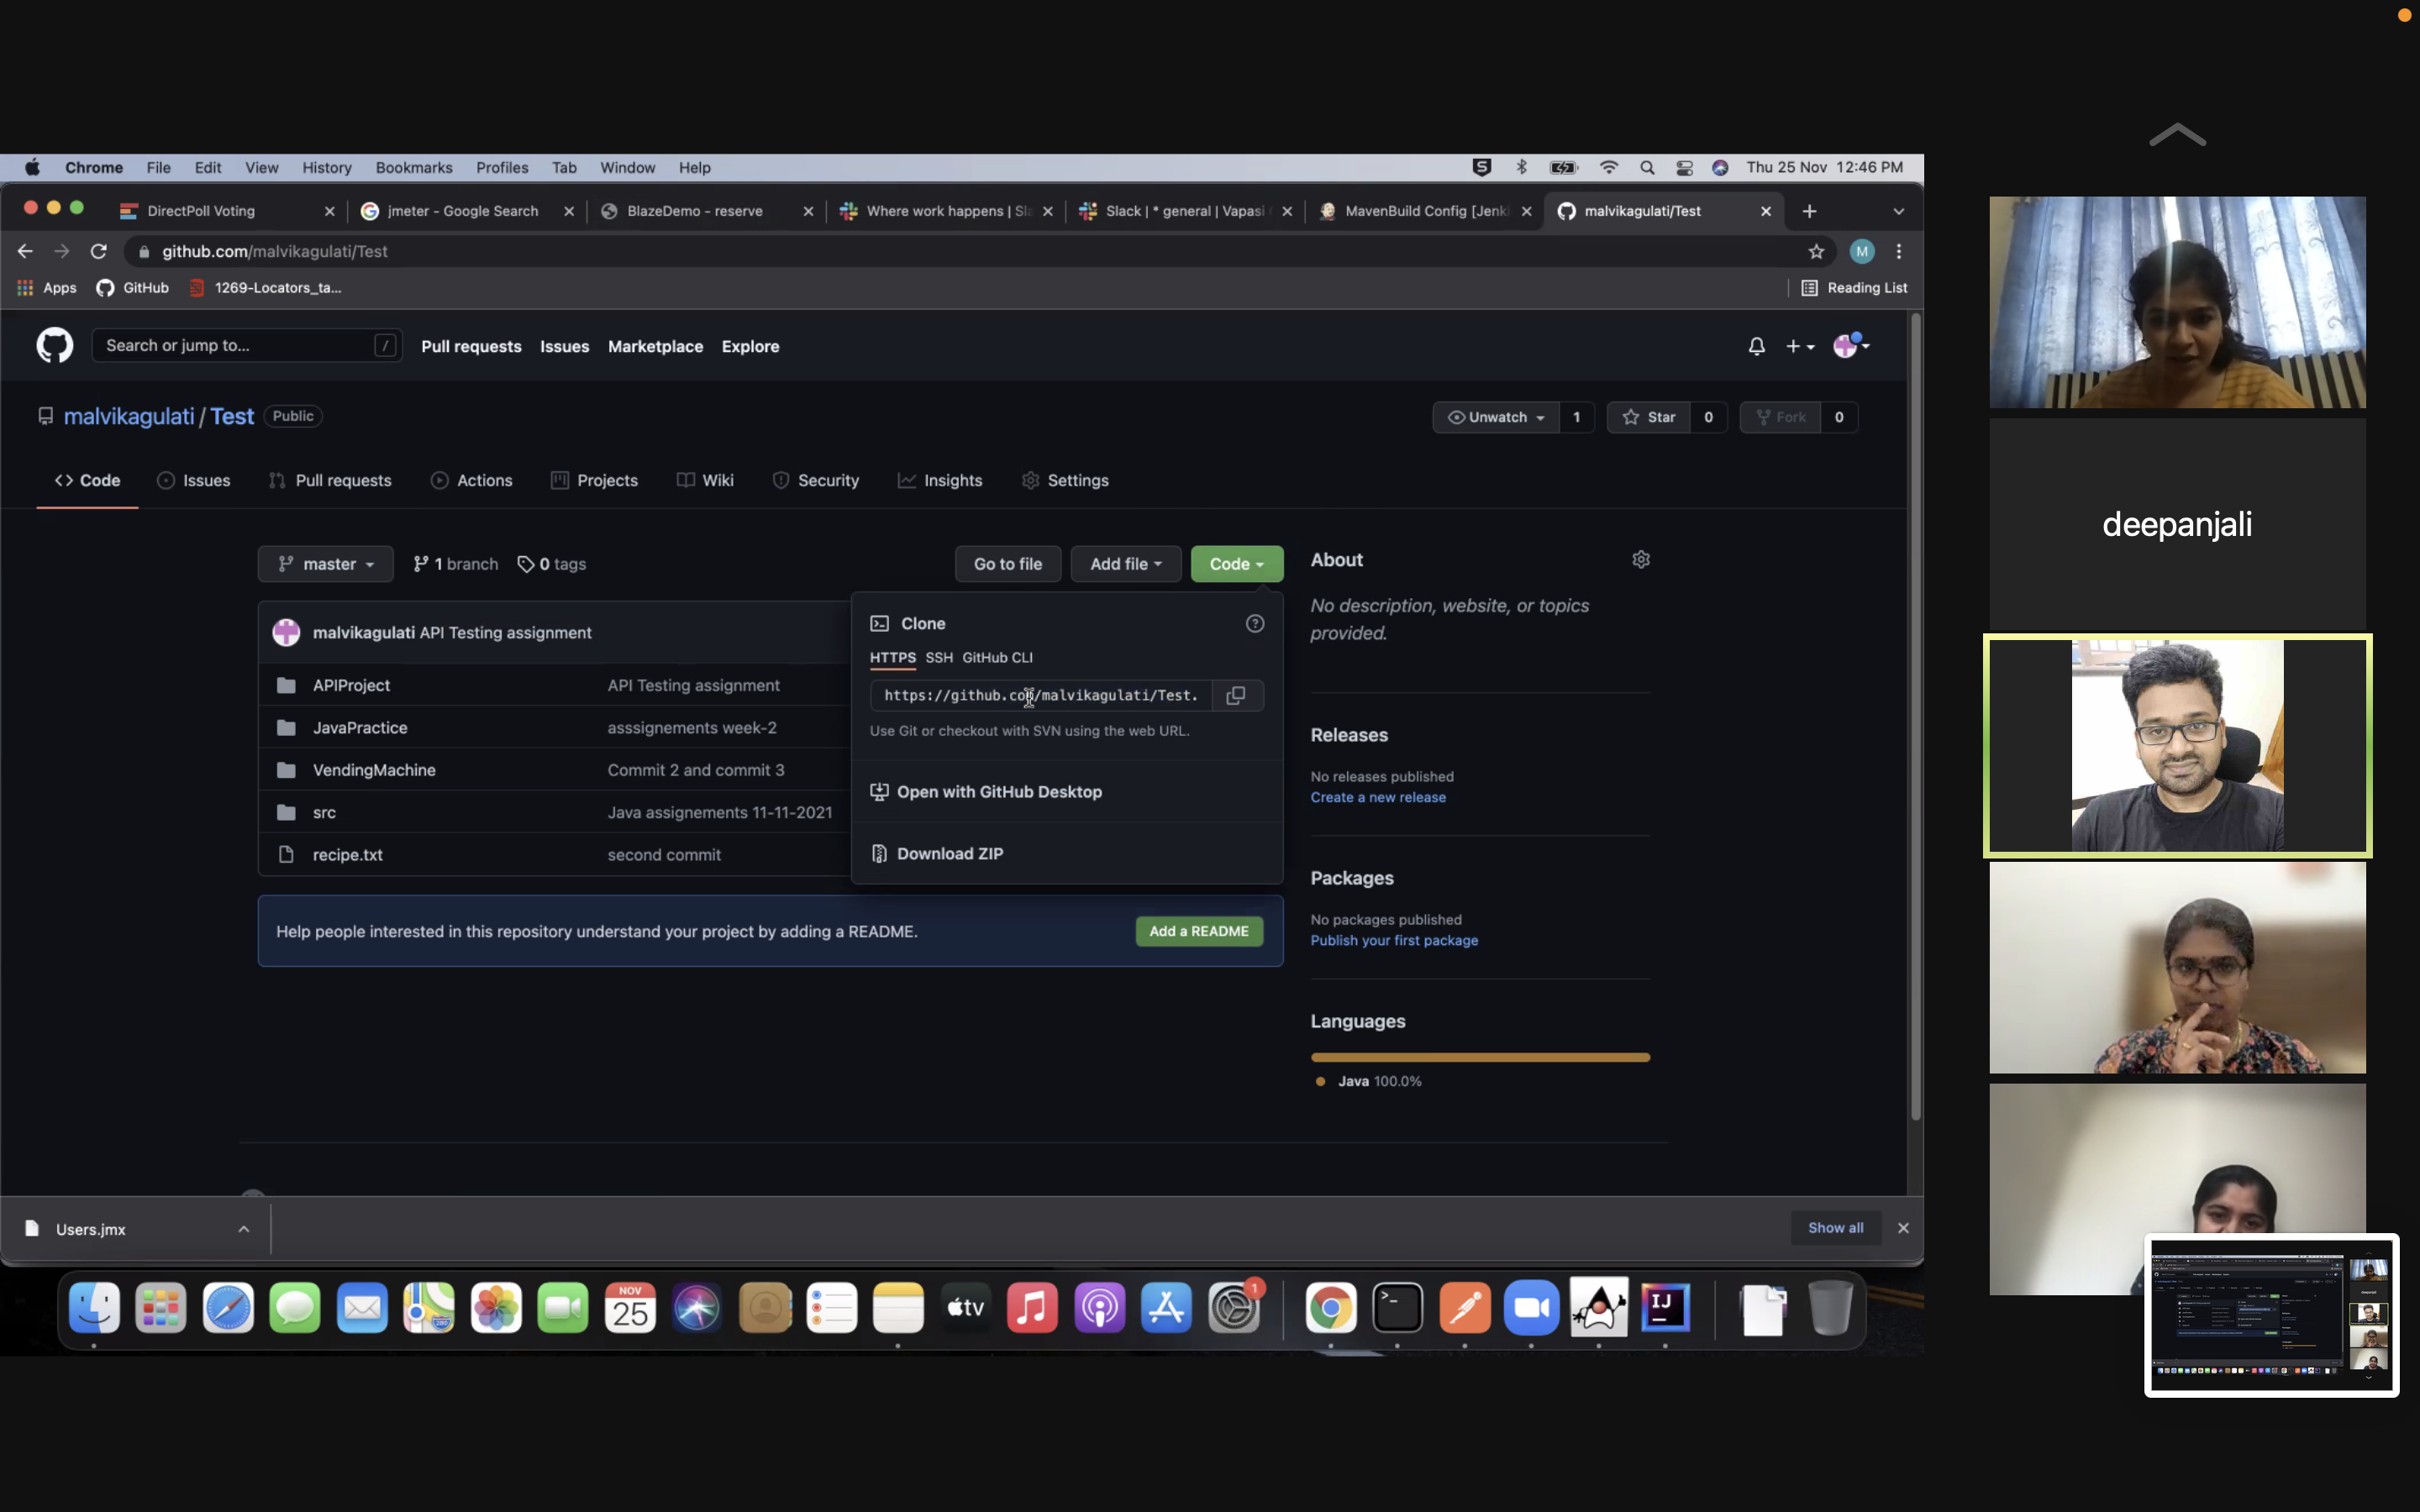 Chrome File Edit View History Bookmarks Profiles Tab Window Help Thu 25 Nov 12:46 PM
DirectPoll Voting jmeter - Google Search BlazeDemo - reserve Where work happens | Sla Slack | * general | Vapasi MavenBuild Config [Jenk malvikagulati/Test
github.com/malvikagulati/Test M
Apps GitHub 1269-Locators_ta... Reading List
Search or jump to... / Pull requests Issues Marketplace Explore
malvikagulati / Test Public Unwatch 1 Star 0 Fork 0
Code Issues Pull requests Actions Projects Wiki Security Insights Settings
master 1 branch 0 tags Go to file Add file Code
malvikagulati API Testing assignment
APIProject API Testing assignment
JavaPractice asssignements week-2
VendingMachine Commit 2 and commit 3
src Java assignements 11-11-2021
recipe.txt second commit
Clone
HTTPS SSH GitHub CLI
https://github.com/malvikagulati/Test.
Use Git or checkout with SVN using the web URL.
Open with GitHub Desktop
Download ZIP
Help people interested in this repository understand your project by adding a README. Add a README
About
No description, website, or topics
provided.
Releases
No releases published
Create a new release
Packages
No packages published
Publish your first package
Languages
Java 100.0%
Users.jmx Show all
NOV
25
tv
1
>_
IJ
280
deepanjali